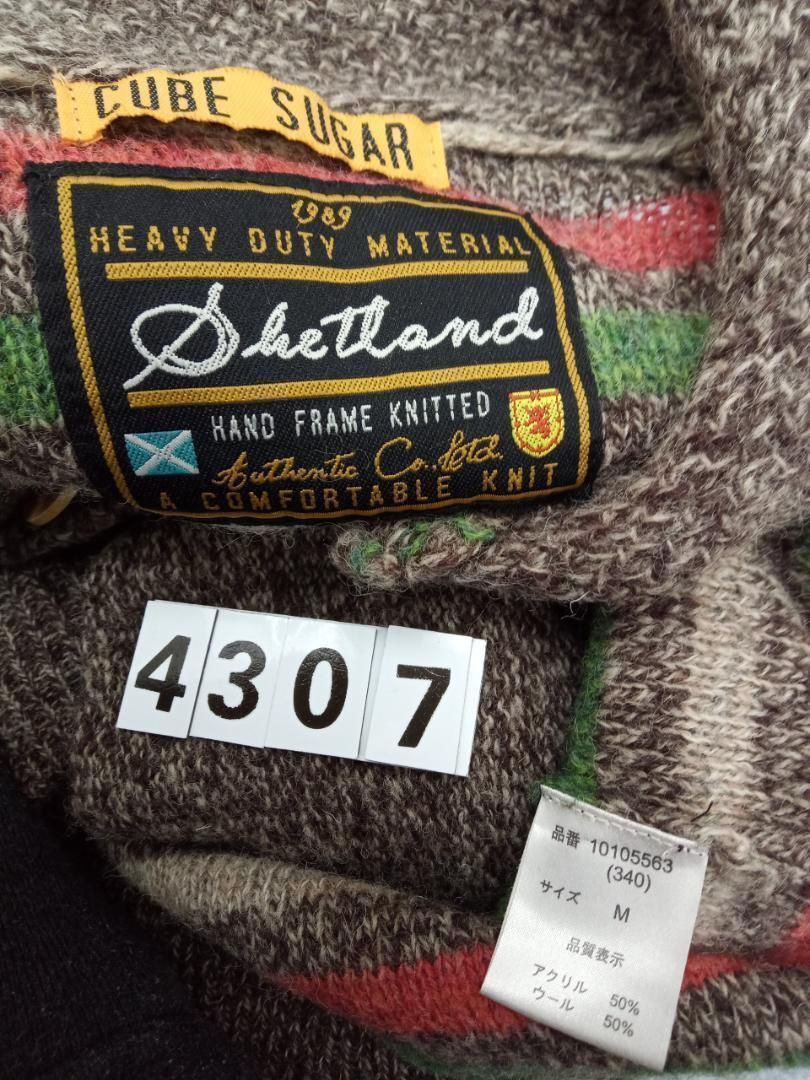 CUBE SUGAR
1989
HEAVY DUTY MATERIAL
Shetland
HAND FRAME KNITTED
Authentic Co., Ltd.
A COMFORTABLE KNIT
4307
品番 10105563
(340)
サイズ M
品質表示
アクリル 50%
ウール 50%